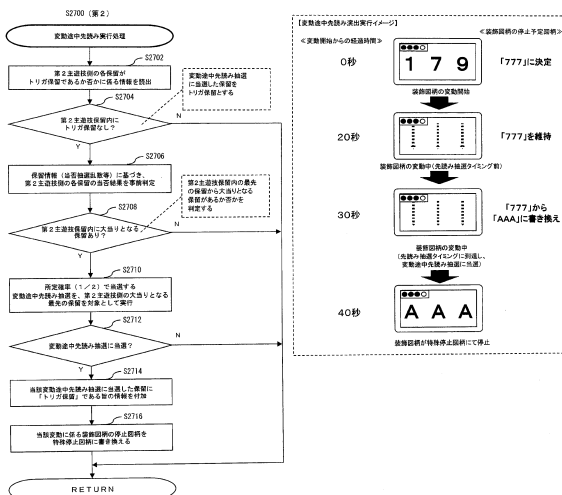 S2700（第２）
変動途中先読み実行処理
S2702
第２主遊技側の各保留が
トリガ保留であるか否かに係る情報を読出
S2704
変動途中先読み抽選
に当選した保留を
トリガ保留とする
第２主遊技保留内に
トリガ保留なし？
N
Y
S2706
保留情報（当否抽選乱数等）に基づき、
第２主遊技側の各保留の当否結果を事前判定
第２主遊技保留内の最先
の保留から大当りとなる
保留があるか否かを
判定する
S2708
第２主遊技保留内に大当りとなる
保留あり？
N
Y
S2710
所定確率（１／２）で当選する
変動途中先読み抽選を、第２主遊技側の大当りとなる
最先の保留を対象として実行
S2712
変動途中先読み抽選に当選？
N
Y
S2714
当該変動途中先読み抽選に当選した保留に
「トリガ保留」である旨の情報を付加
S2716
当該変動に係る装飾図柄の停止図柄を
特殊停止図柄に書き換える
RETURN
【変動途中先読み演出実行イメージ】
≪変動開始からの経過時間≫
≪装飾図柄の停止予定図柄≫
0秒
1 7 9
「777」に決定
装飾図柄の変動開始
20秒
「777」を維持
装飾図柄の変動中（先読み抽選タイミング前）
30秒
「777」から
「AAA」に書き換え
装飾図柄の変動中
（先読み抽選タイミングに到達し、
変動途中先読み抽選に当選）
40秒
A A A
装飾図柄が特殊停止図柄にて停止